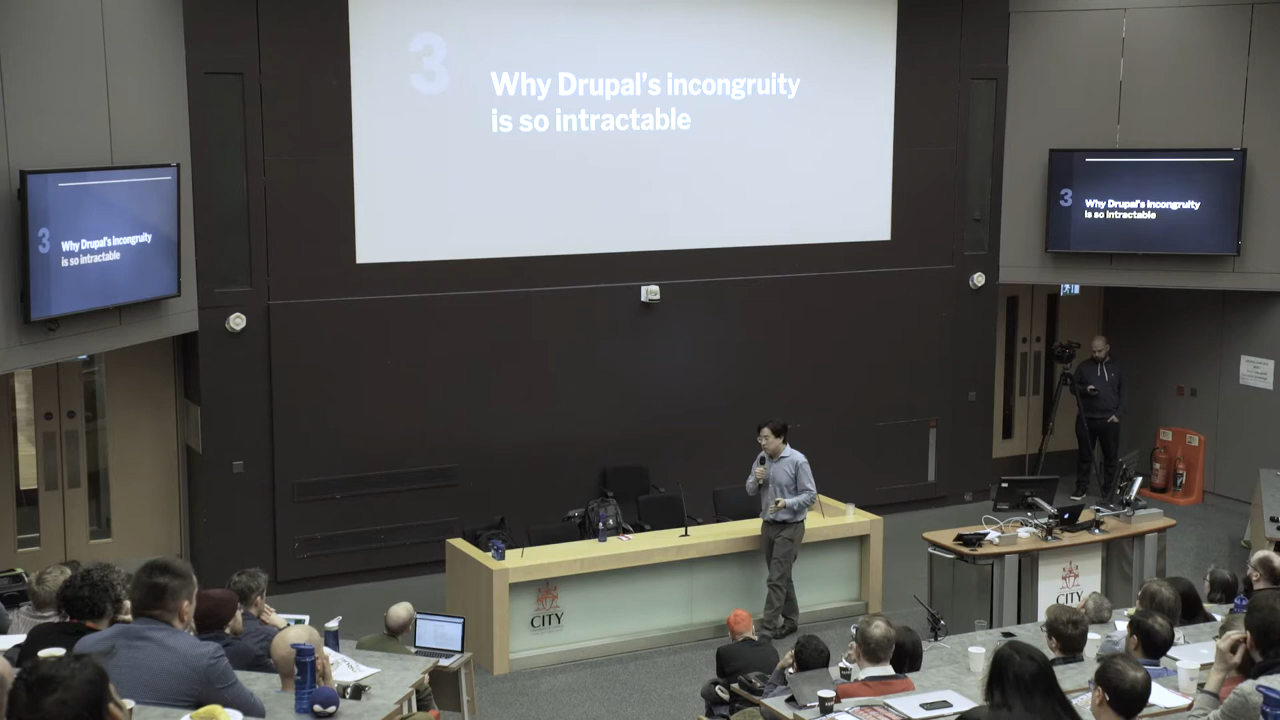 3
Why Drupal's incongruity
is so intractable
3
Why Drupal's incongruity
is so intractable
3
Why Drupal's incongruity
is so intractable
CITY
CITY